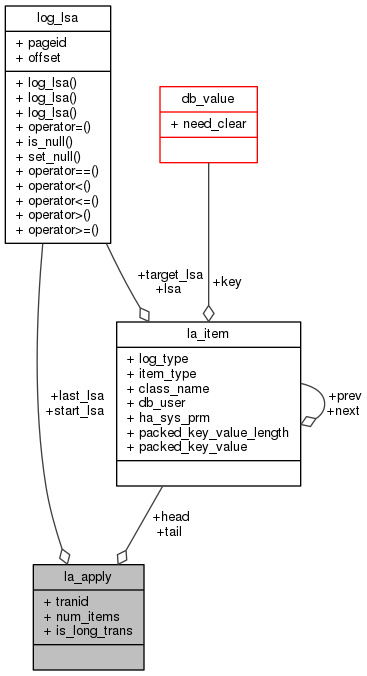 log_lsa
+ pageid
+ offset
+ log_lsa()
+ log_lsa()
+ log_lsa()
+ operator=()
+ is_null()
+ set_null()
+ operator==()
+ operator<()
+ operator<=()
+ operator>()
+ operator>=()
db_value
+ need_clear
+target_lsa
+lsa
+key
la_item
+ log_type
+ item_type
+ class_name
+ db_user
+ ha_sys_prm
+ packed_key_value_length
+ packed_key_value
+prev
+next
+last_lsa
+start_lsa
+head
+tail
la_apply
+ tranid
+ num_items
+ is_long_trans